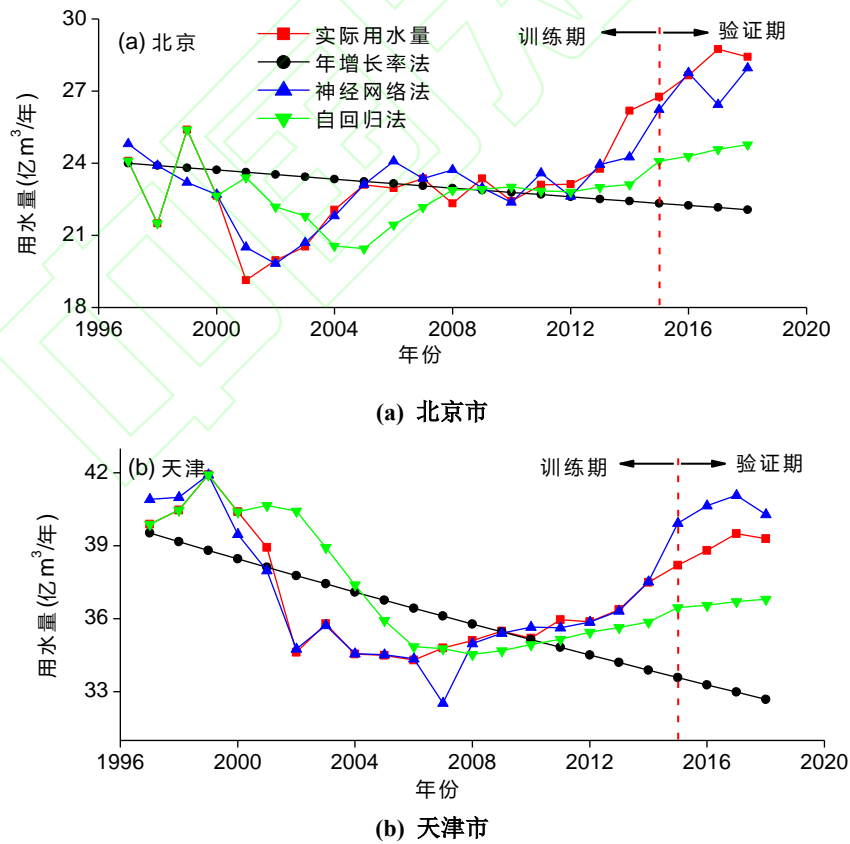 30
27
24
21
18
用水量(亿m³/年)
(a) 北京
实际用水量
年增长率法
神经网络法
自回归法
训练期
验证期
1996 2000 2004 2008 2012 2016 2020
年份
(a) 北京市
42
39
36
33
用水量(亿m³/年)
(b) 天津
训练期
验证期
1996 2000 2004 2008 2012 2016 2020
年份
(b) 天津市